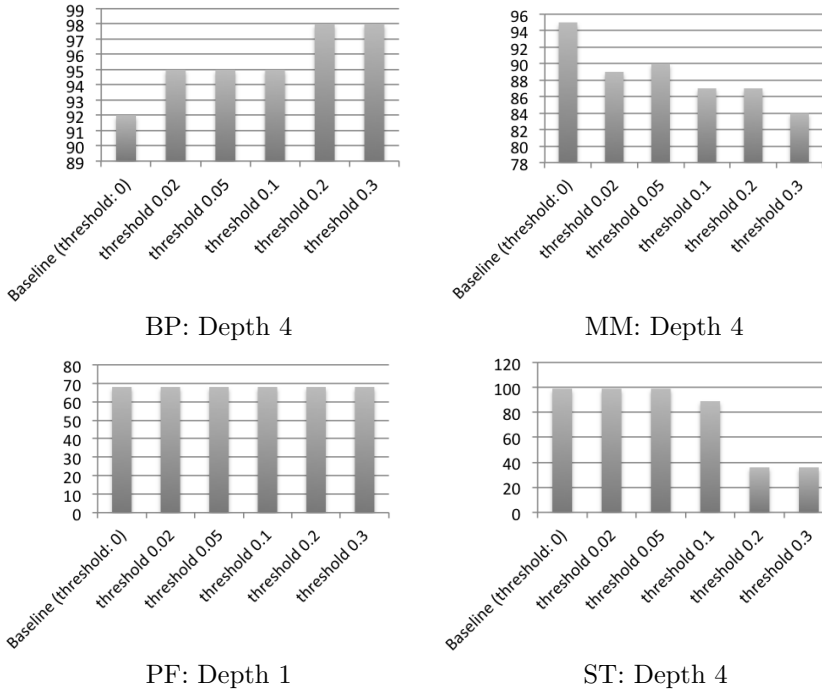 99
98
97
96
95
94
93
92
91
90
89
Baseline (threshold: 0)
threshold 0.02
threshold 0.05
threshold 0.1
threshold 0.2
threshold 0.3
BP: Depth 4
96
94
92
90
88
86
84
82
80
78
Baseline (threshold: 0)
threshold 0.02
threshold 0.05
threshold 0.1
threshold 0.2
threshold 0.3
MM: Depth 4
80
70
60
50
40
30
20
10
0
Baseline (threshold: 0)
threshold 0.02
threshold 0.05
threshold 0.1
threshold 0.2
threshold 0.3
PF: Depth 1
120
100
80
60
40
20
0
Baseline (threshold: 0)
threshold 0.02
threshold 0.05
threshold 0.1
threshold 0.2
threshold 0.3
ST: Depth 4